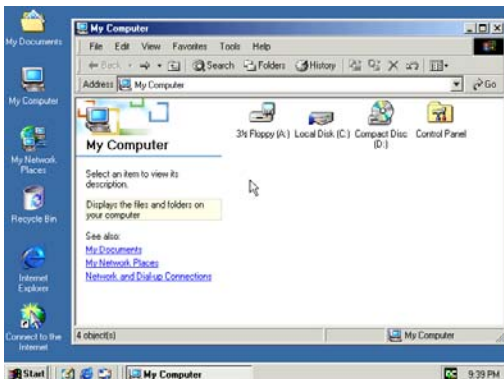 My Documents
My Computer
My Network
Places
Recycle Bin
Internet
Explorer
Connect to the
Internet
My Computer
File Edit View Favorites Tools Help
Back Search Folders History
Address My Computer Go
My Computer
Select an item to view its
description.
Displays the files and folders on
your computer
See also:
My Documents
My Network Places
Network and Dial-up Connections
3½ Floppy (A:) Local Disk (C:) Compact Disc
(D:) Control Panel
4 object(s) My Computer
Start My Computer 9:39 PM